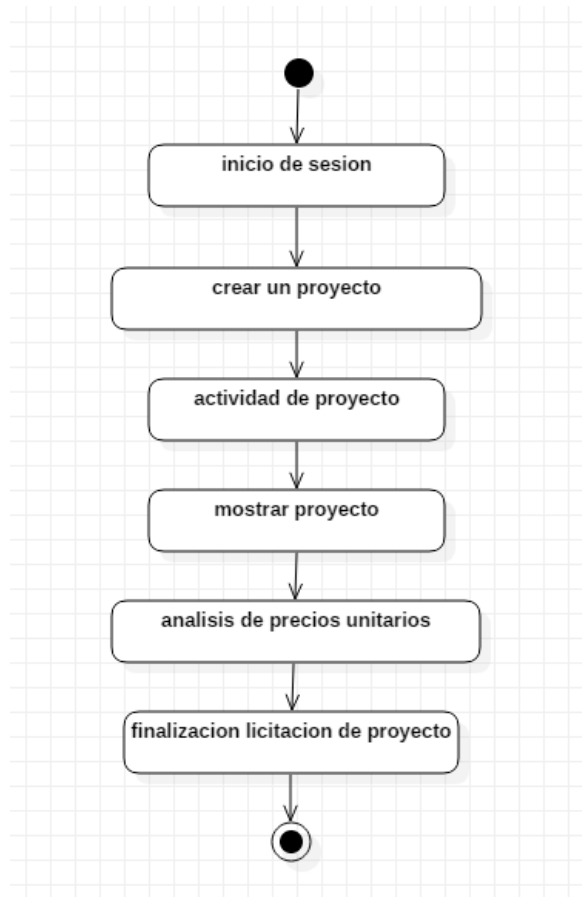 inicio de sesion
crear un proyecto
actividad de proyecto
mostrar proyecto
analisis de precios unitarios
finalizacion licitacion de proyecto